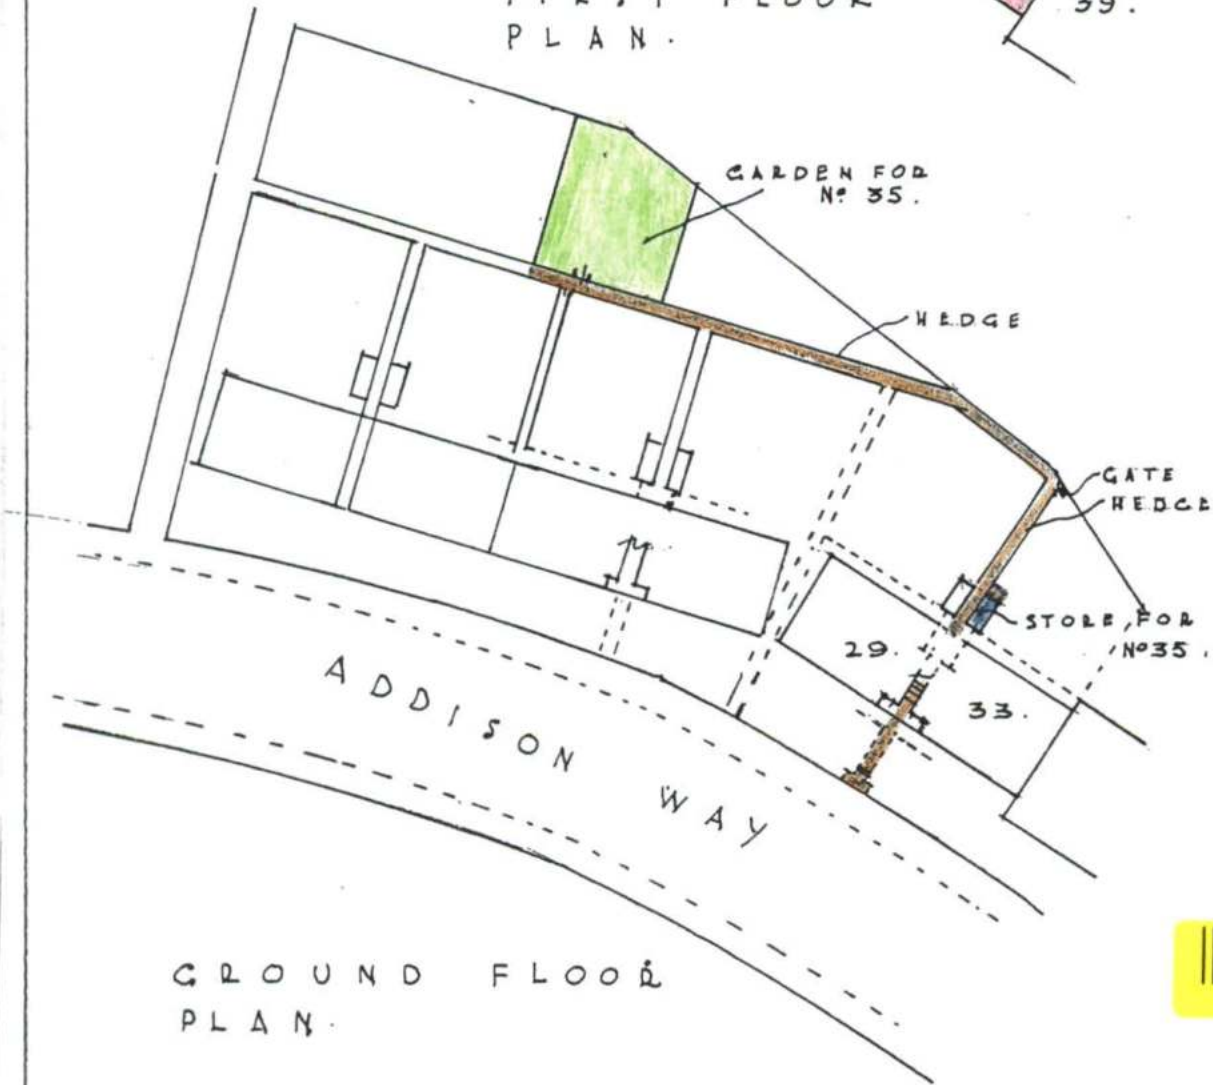 PLAN.
39.
GARDEN FOR
Nº 35.
HEDGE
GATE
HEDGE
STORE FOR
Nº35.
29.
33.
ADDISON WAY
GROUND FLOOR
PLAN.